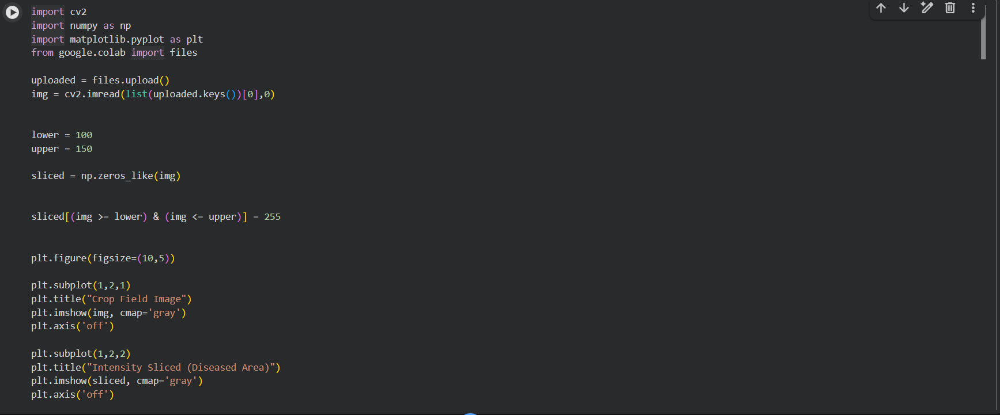 import cv2
import numpy as np
import matplotlib.pyplot as plt
from google.colab import files
uploaded = files.upload()
img = cv2.imread(list(uploaded.keys())[0],0)
lower = 100
upper = 150
sliced = np.zeros_like(img)
sliced[(img >= lower) & (img <= upper)] = 255
plt.figure(figsize=(10,5))
plt.subplot(1,2,1)
plt.title("Crop Field Image")
plt.imshow(img, cmap='gray')
plt.axis('off')
plt.subplot(1,2,2)
plt.title("Intensity Sliced (Diseased Area)")
plt.imshow(sliced, cmap='gray')
plt.axis('off')